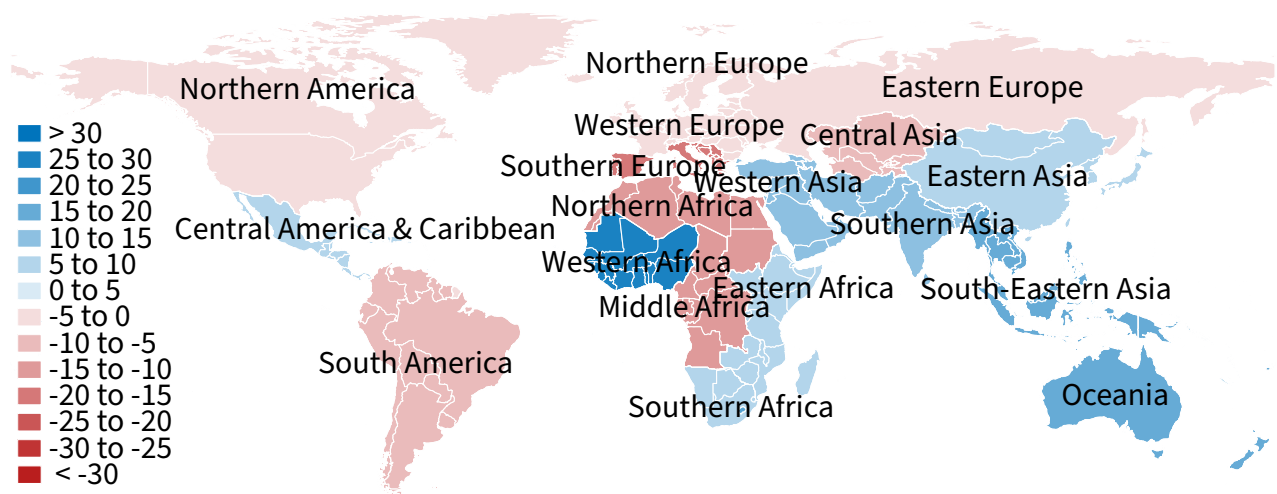 Northern Europe
Northern America
Eastern Europe
Western Europe
Central Asia
Southern Europe
Western Asia
Eastern Asia
Northern Africa
Southern Asia
Central America & Caribbean
Western Africa
Eastern Africa
South-Eastern Asia
Middle Africa
South America
Oceania
Southern Africa
> 30
25 to 30
20 to 25
15 to 20
10 to 15
5 to 10
0 to 5
-5 to 0
-10 to -5
-15 to -10
-20 to -15
-25 to -20
-30 to -25
< -30